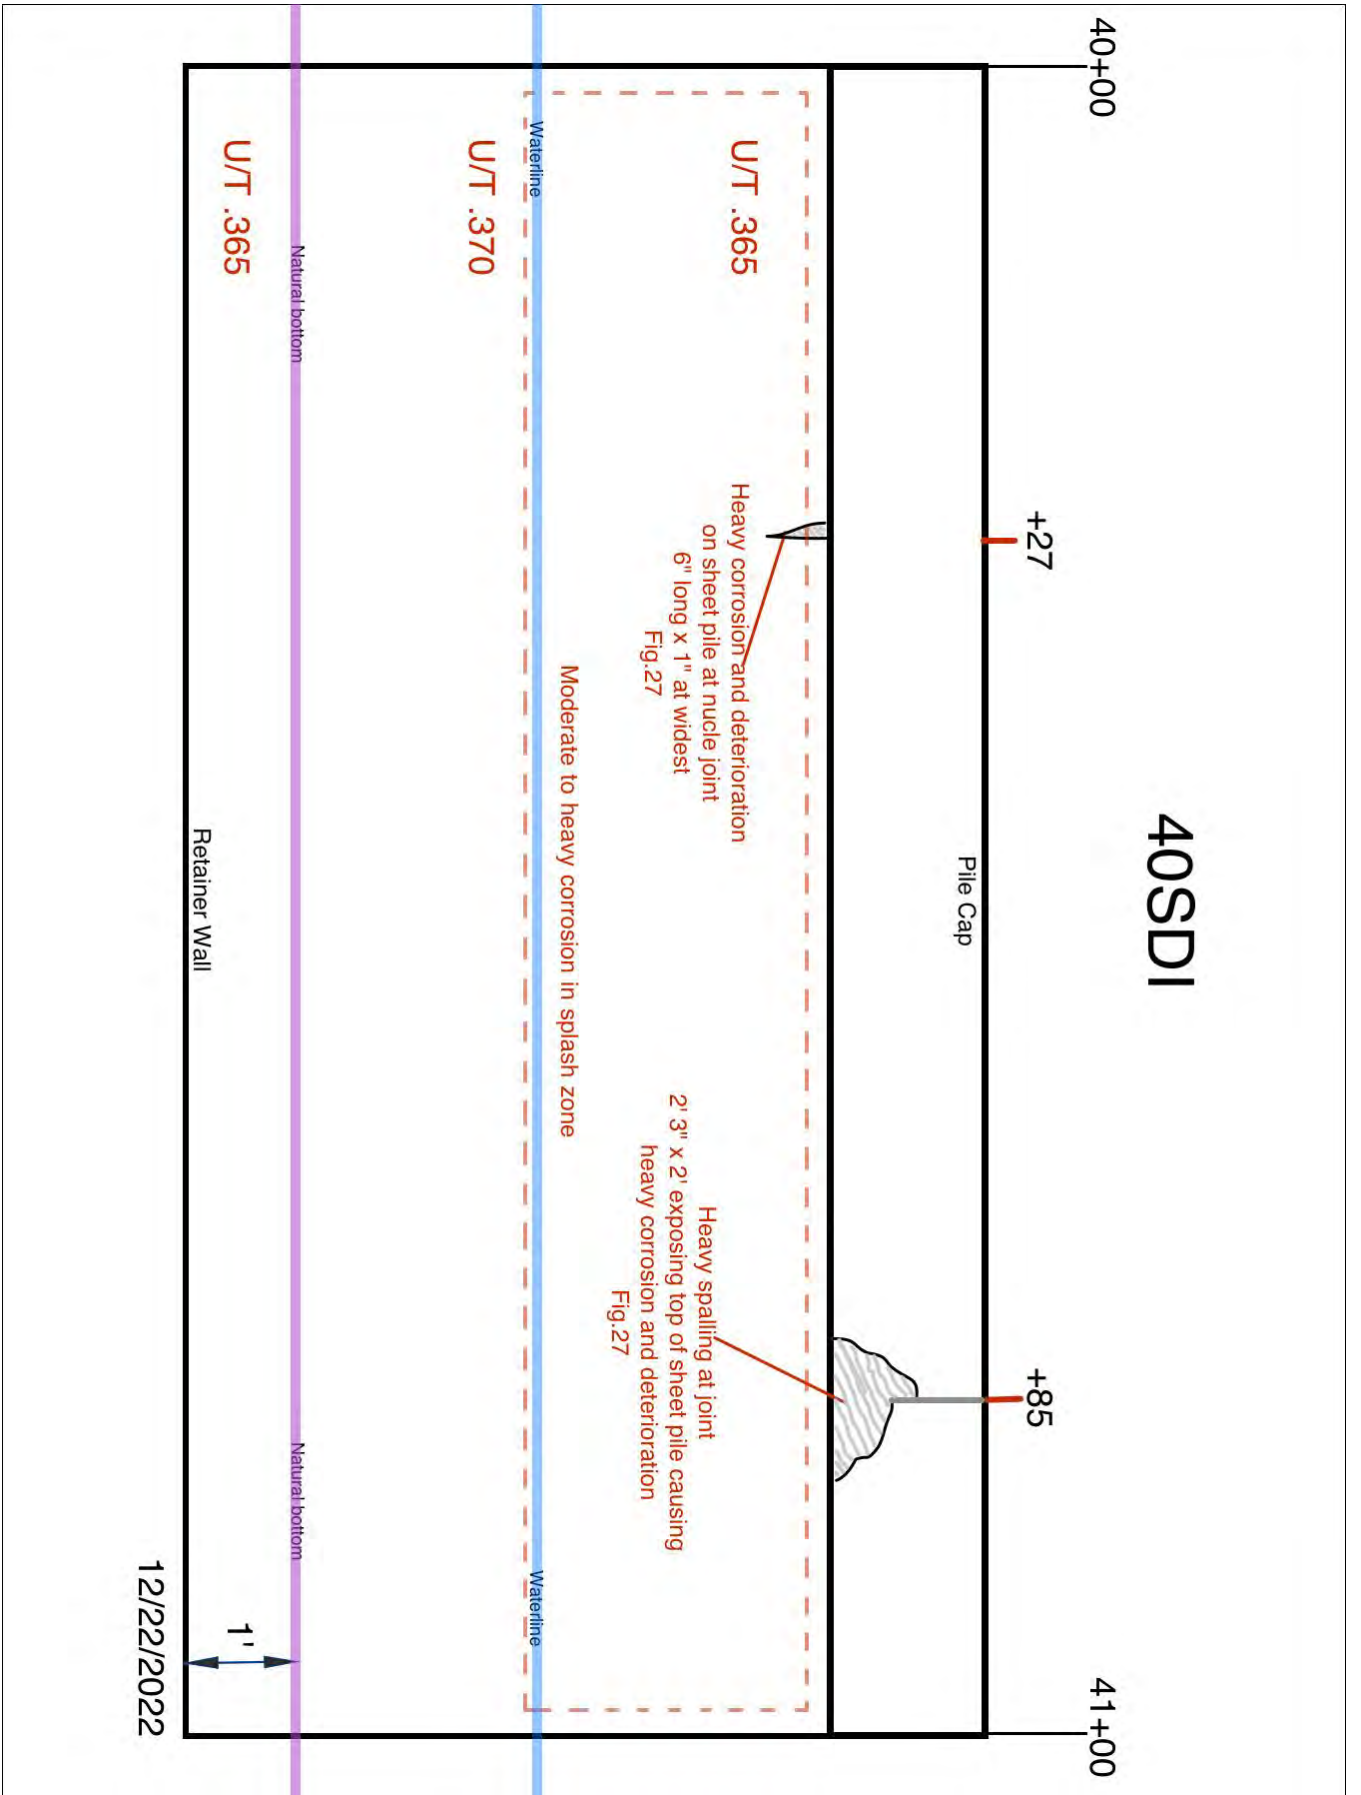 40SDI
40+00
41+00
+27
+85
Pile Cap
U/T .365
Heavy corrosion and deterioration
on sheet pile at nucle joint
6" long x 1" at widest
Fig.27
Heavy spalling at joint
2' 3" x 2' exposing top of sheet pile causing
heavy corrosion and deterioration
Fig.27
Moderate to heavy corrosion in splash zone
Waterline
Waterline
U/T .370
Natural bottom
Natural bottom
U/T .365
1'
Retainer Wall
12/22/2022